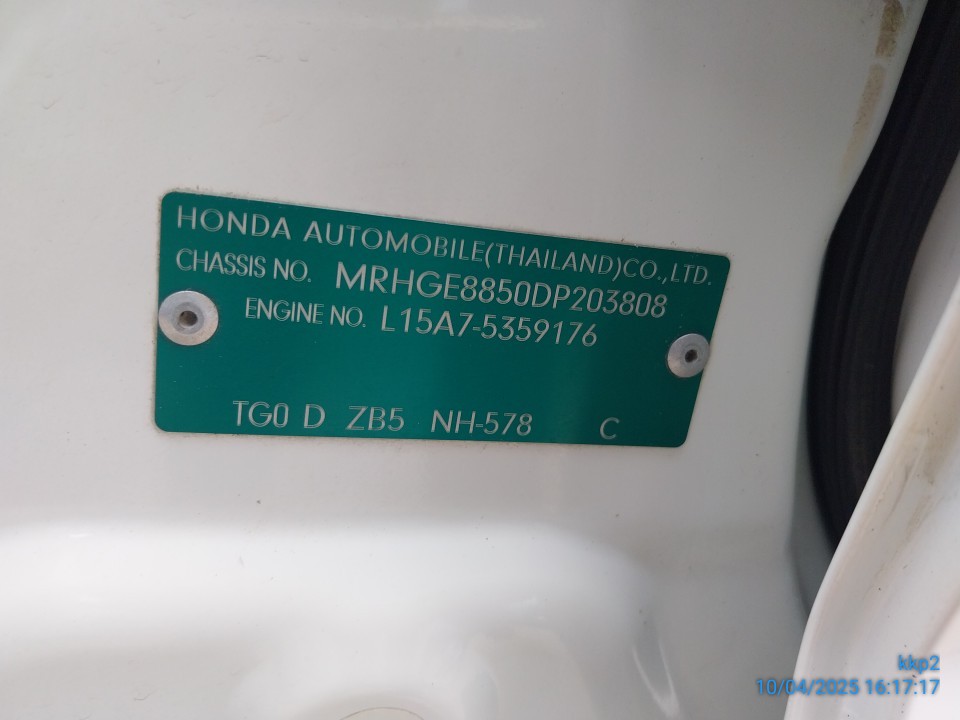 HONDA AUTOMOBILE(THAILAND)CO.,LTD.
CHASSIS NO. MRHGE8850DP203808
ENGINE NO. L15A7-5359176
TG0 D ZB5 NH-578 C
kkp2
10/04/2025 16:17:17